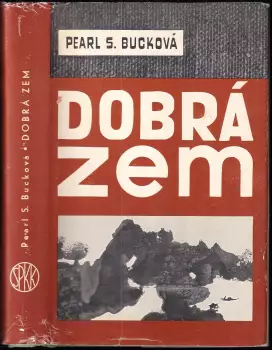 PEARL S. BUCKOVÁ
DOBRÁ
zem
Pearl S. Bucková • DOBRÁ ZEM
SPKK